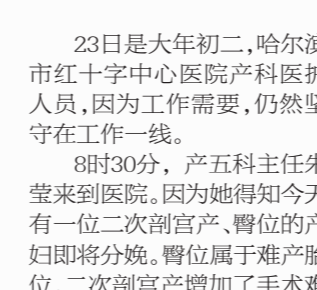 23日是大年初二,哈尔滨
市红十字中心医院产科医护
人员,因为工作需要,仍然坚
守在工作一线。
8时30分，产五科主任朱
莹来到医院。因为她得知今天
有一位二次剖宫产、臀位的产
妇即将分娩。臀位属于难产胎
位，二次剖宫产增加了手术难